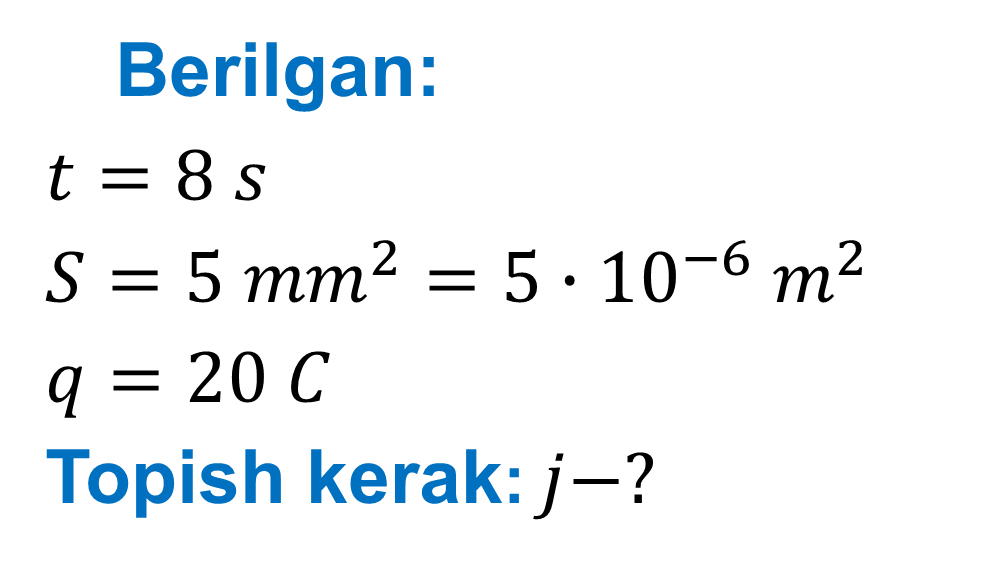 Berilgan:
t = 8 s
S = 5 mm² = 5 · 10⁻⁶ m²
q = 20 C
Topish kerak: j−?